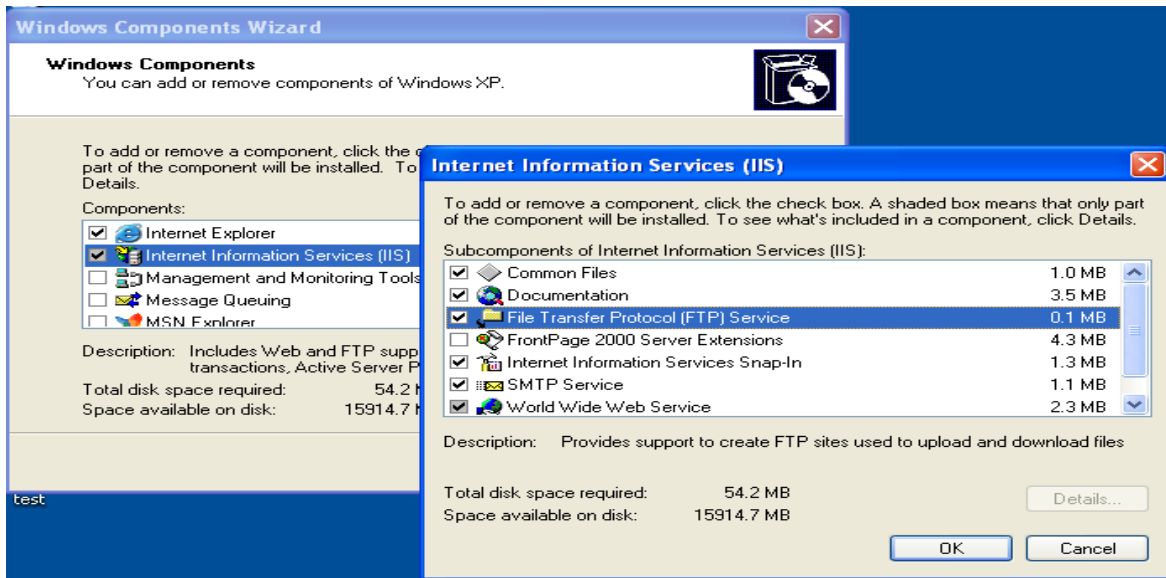 Windows Components Wizard
Windows Components
You can add or remove components of Windows XP.
To add or remove a component, click the
part of the component will be installed. To
Details.
Components:
Internet Explorer
Internet Information Services (IIS)
Management and Monitoring Tools
Message Queuing
MSN Explorer
Description: Includes Web and FTP supp
transactions, Active Server P
Total disk space required: 54.2
Space available on disk: 15914.7
test
Internet Information Services (IIS)
To add or remove a component, click the check box. A shaded box means that only part
of the component will be installed. To see what's included in a component, click Details.
Subcomponents of Internet Information Services (IIS):
Common Files 1.0 MB
Documentation 3.5 MB
File Transfer Protocol (FTP) Service 0.1 MB
FrontPage 2000 Server Extensions 4.3 MB
Internet Information Services Snap-In 1.3 MB
SMTP Service 1.1 MB
World Wide Web Service 2.3 MB
Description: Provides support to create FTP sites used to upload and download files
Total disk space required: 54.2 MB
Space available on disk: 15914.7 MB
Details...
OK Cancel